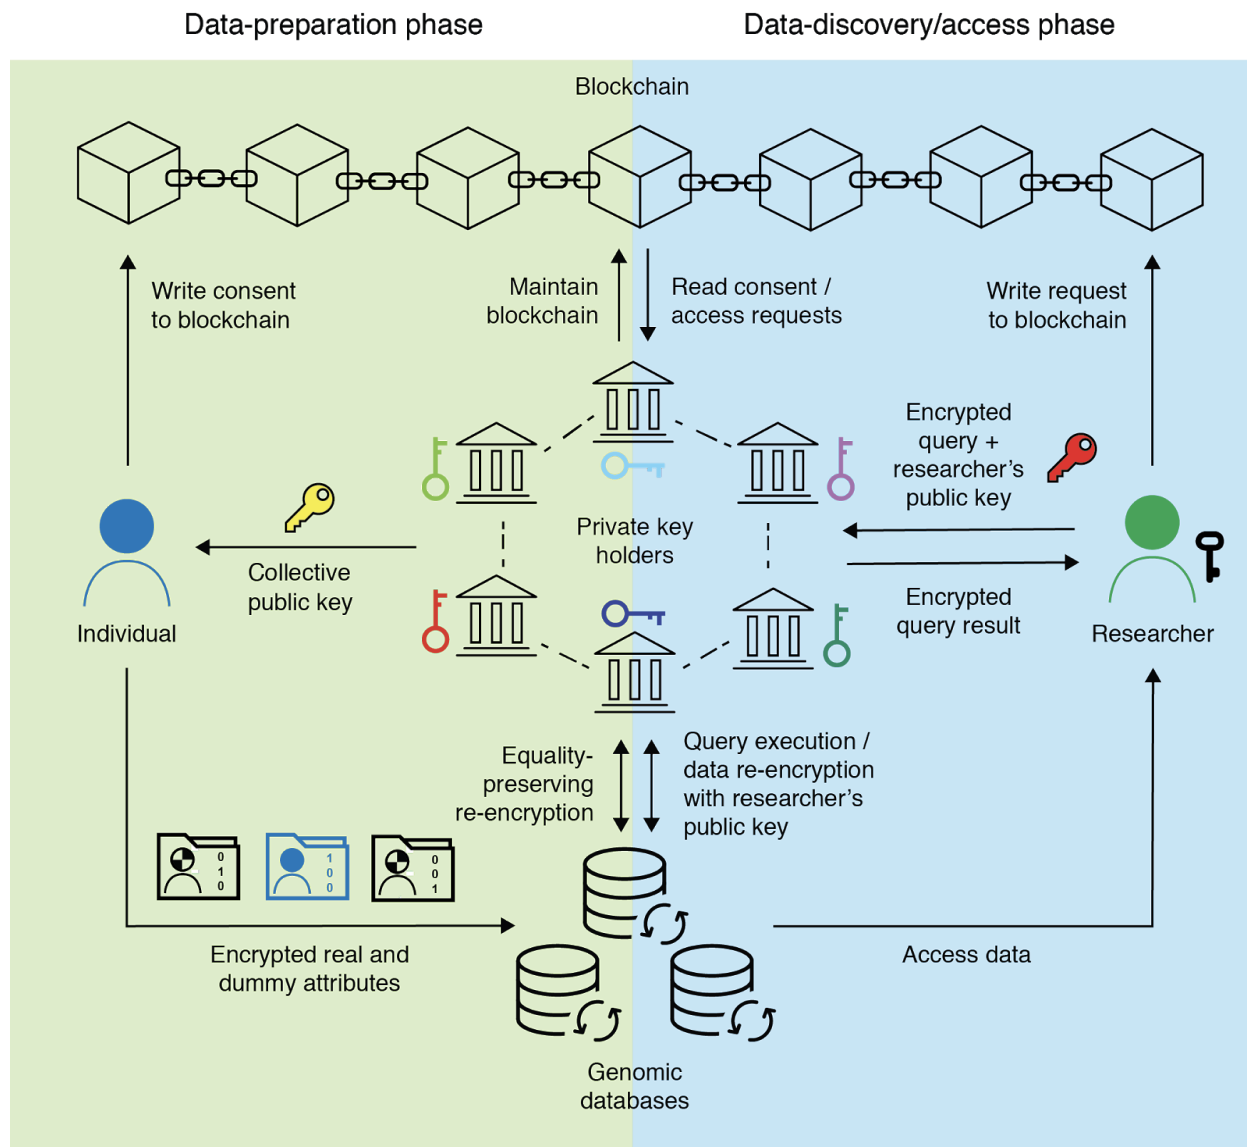 Data-preparation phase
Data-discovery/access phase
Blockchain
Write consent
to blockchain
Maintain
blockchain
Read consent /
access requests
Write request
to blockchain
Encrypted
query +
researcher's
public key
Private key
holders
Collective
public key
Individual
Encrypted
query result
Researcher
Equality-
preserving
re-encryption
Query execution /
data re-encryption
with researcher's
public key
0
1
0
1
0
0
0
0
1
Encrypted real and
dummy attributes
Access data
Genomic
databases